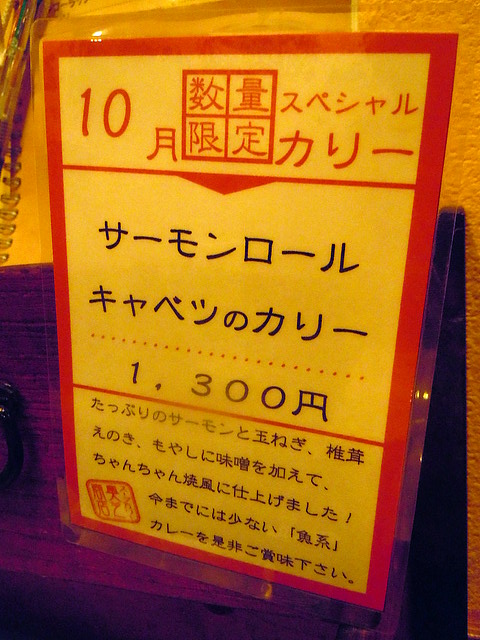 10月 数量限定 スペシャルカリー
サーモンロール
キャベツのカリー
1,300円
たっぷりのサーモンと玉ねぎ、椎茸
えのき、もやしに味噌を加えて、
ちゃんちゃん焼風に仕上げました!
今までには少ない「魚系」
カレーを是非ご賞味下さい。